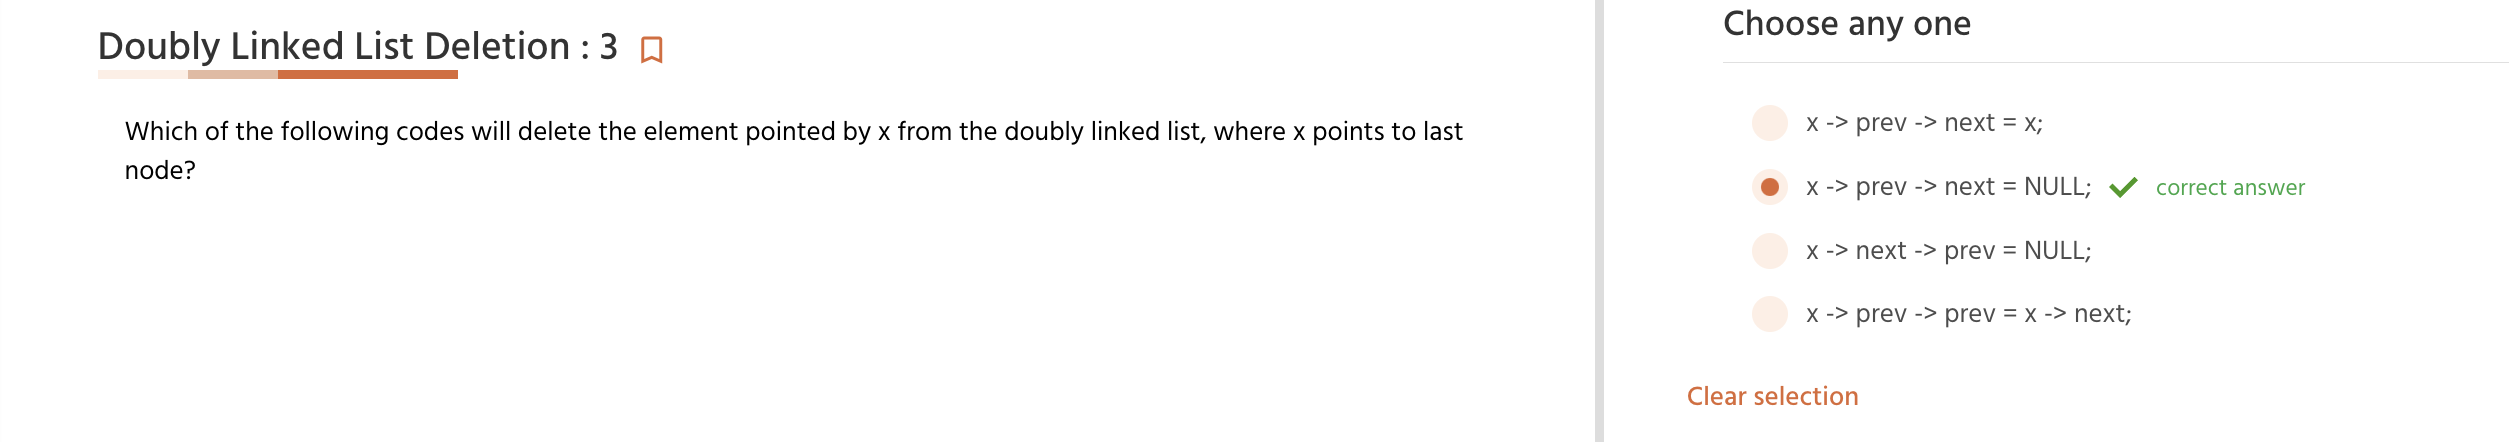 Doubly Linked List Deletion : 3
Which of the following codes will delete the element pointed by x from the doubly linked list, where x points to last
node?
Choose any one
x -> prev -> next = x;
x -> prev -> next = NULL; correct answer
x -> next -> prev = NULL;
x -> prev -> prev = x -> next;
Clear selection